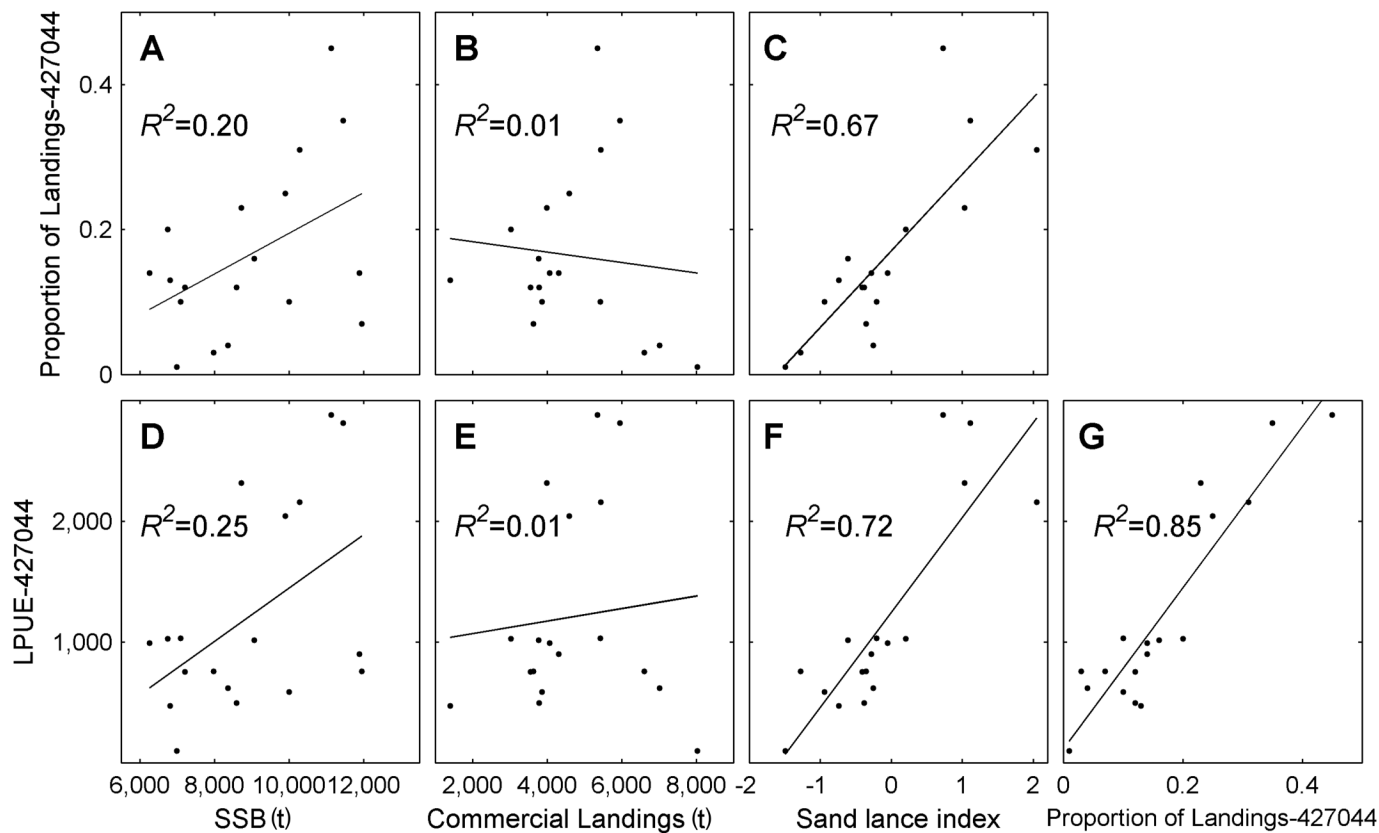 A
B
C
R²=0.20
R²=0.01
R²=0.67
Proportion of Landings-427044
0.4
0.2
0
D
E
F
G
R²=0.25
R²=0.01
R²=0.72
R²=0.85
LPUE-427044
2,000
1,000
6,000 8,000 10,000 12,000
2,000 4,000 6,000 8,000
-2 -1 0 1 2
0 0.2 0.4
SSB (t)
Commercial Landings (t)
Sand lance index
Proportion of Landings-427044